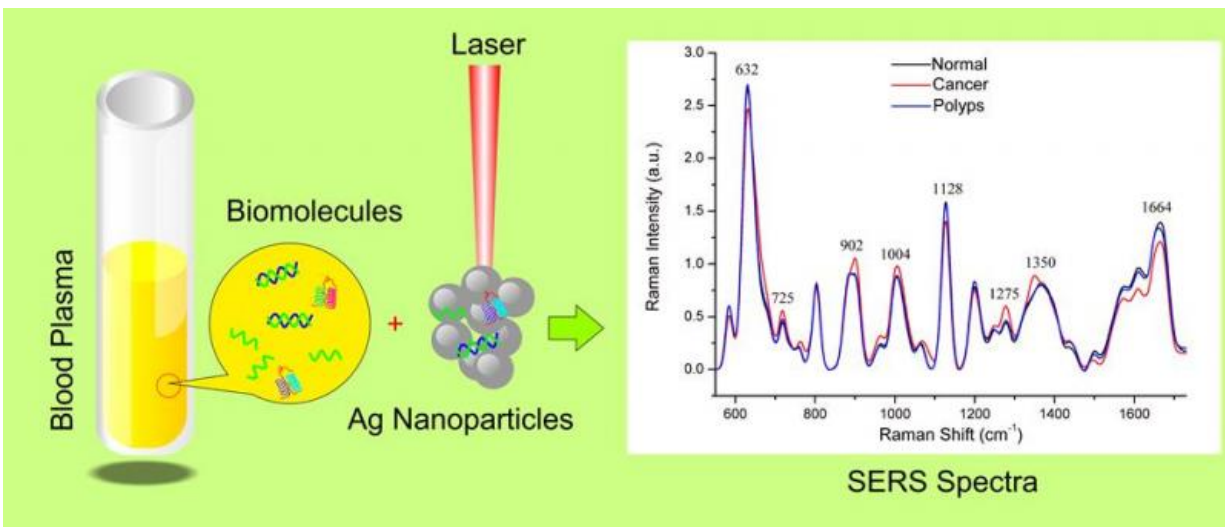 Blood Plasma
Biomolecules
+
Laser
Ag Nanoparticles
Normal
Cancer
Polyps
632
725
902
1004
1128
1275
1350
1664
Raman Intensity (a.u.)
3.0
2.5
2.0
1.5
1.0
0.5
0.0
600 800 1000 1200 1400 1600
Raman Shift (cm⁻¹)
SERS Spectra